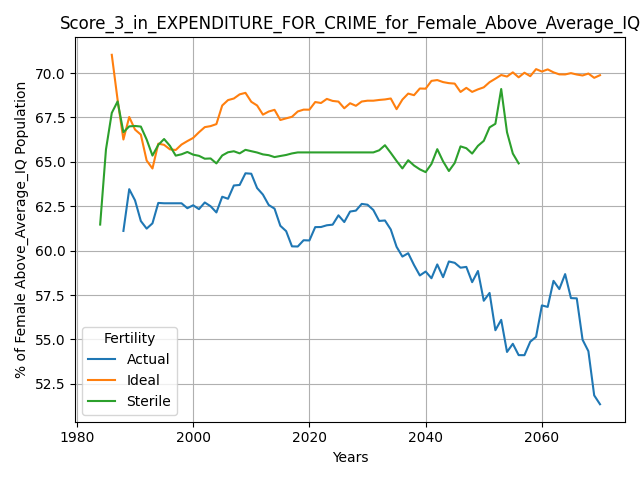 Score_3_in_EXPENDITURE_FOR_CRIME_for_Female_Above_Average_IQ
% of Female Above_Average_IQ Population
70.0
67.5
65.0
62.5
60.0
57.5
55.0
52.5
Fertility
Actual
Ideal
Sterile
1980 2000 2020 2040 2060
Years